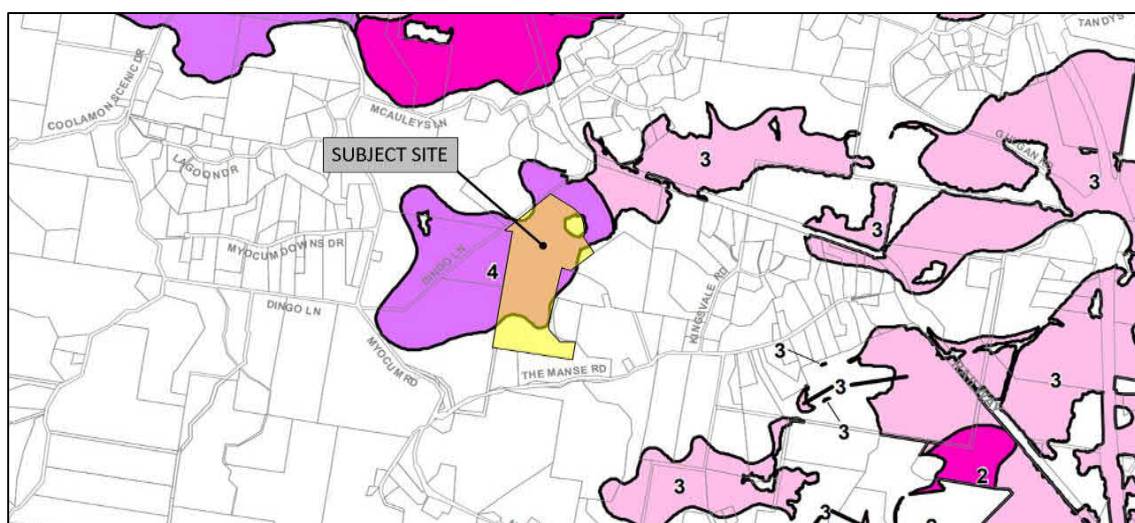 TANDYS
COOLAMON SCENIC DR
MCAULEYS LN
GULGAN RD
SUBJECT SITE
LAGOON DR
3
3
3
MYOCUM DOWNS DR
DINGO LN
4
KINGSVALE RD
DINGO LN
MYOCUM RD
THE MANSE RD
3
3
3
3
3
2
3